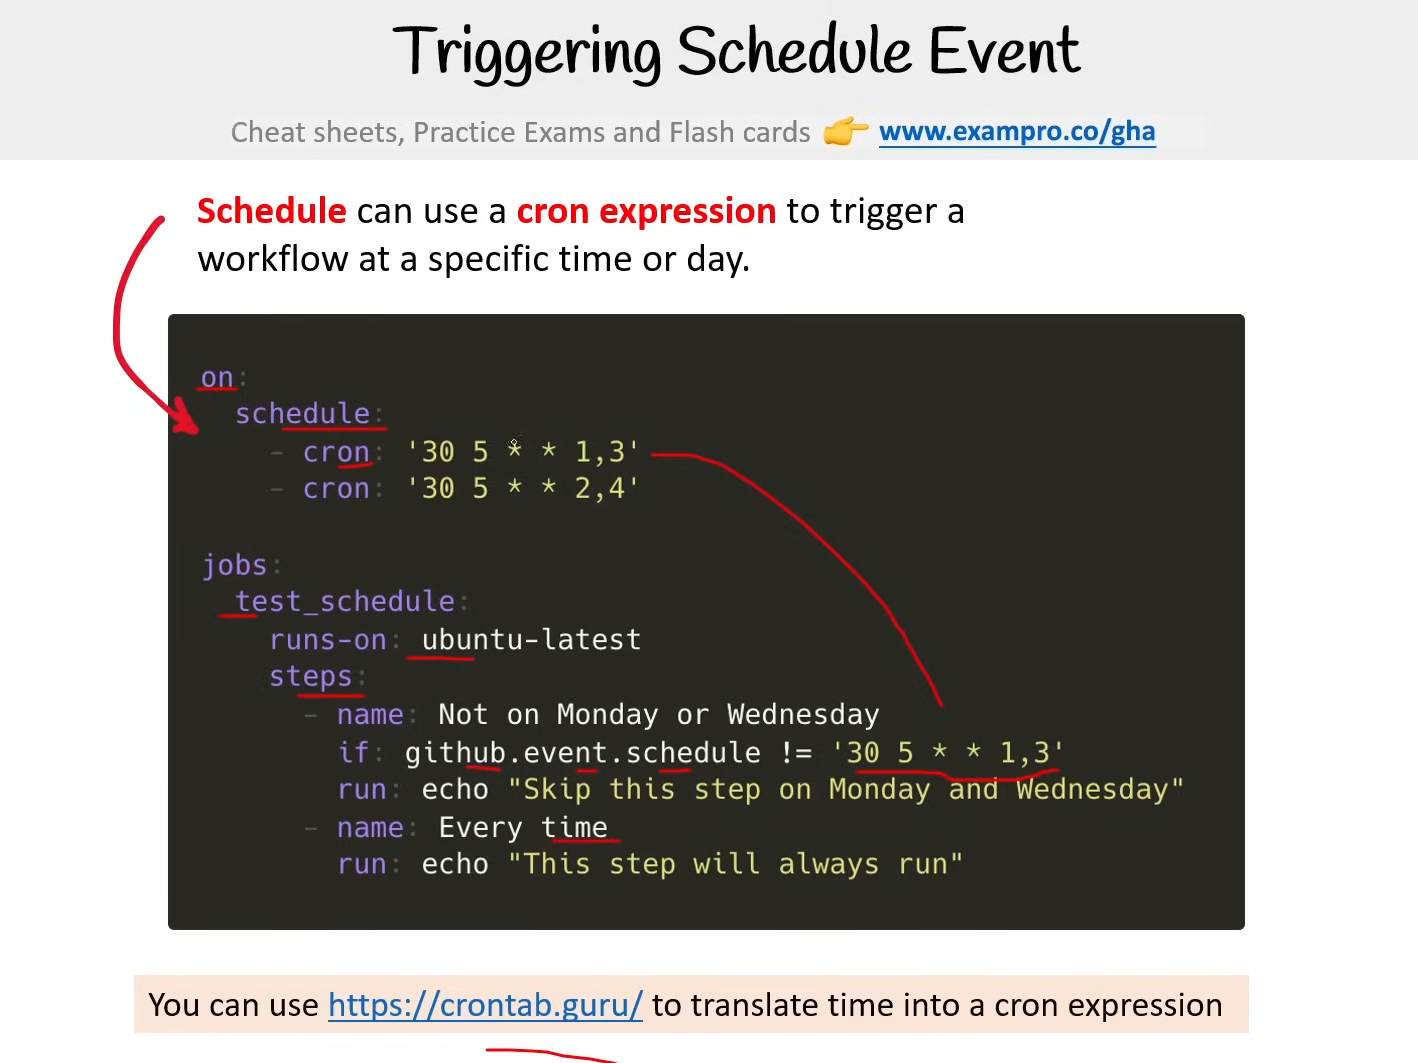 Triggering Schedule Event
Cheat sheets, Practice Exams and Flash cards 👉 www.exampro.co/gha
Schedule can use a cron expression to trigger a
workflow at a specific time or day.
on:
  schedule:
    - cron: '30 5 * * 1,3'
    - cron: '30 5 * * 2,4'
jobs:
  test_schedule:
    runs-on: ubuntu-latest
    steps:
      - name: Not on Monday or Wednesday
        if: github.event.schedule != '30 5 * * 1,3'
        run: echo "Skip this step on Monday and Wednesday"
      - name: Every time
        run: echo "This step will always run"
You can use https://crontab.guru/ to translate time into a cron expression